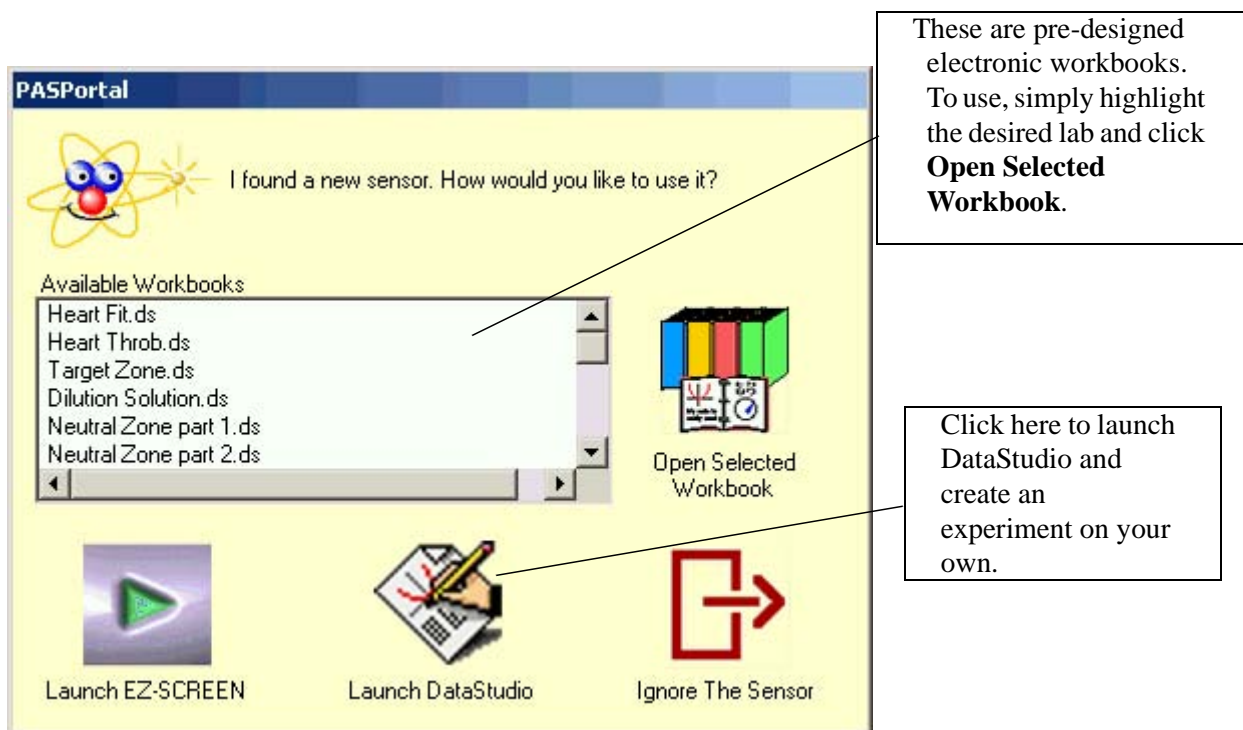 PASPortal
I found a new sensor. How would you like to use it?
Available Workbooks
Heart Fit.ds
Heart Throb.ds
Target Zone.ds
Dilution Solution.ds
Neutral Zone part 1.ds
Neutral Zone part 2.ds
Open Selected
Workbook
Launch EZ-SCREEN
Launch DataStudio
Ignore The Sensor
These are pre-designed
electronic workbooks.
To use, simply highlight
the desired lab and click
Open Selected
Workbook.
Click here to launch
DataStudio and
create an
experiment on your
own.